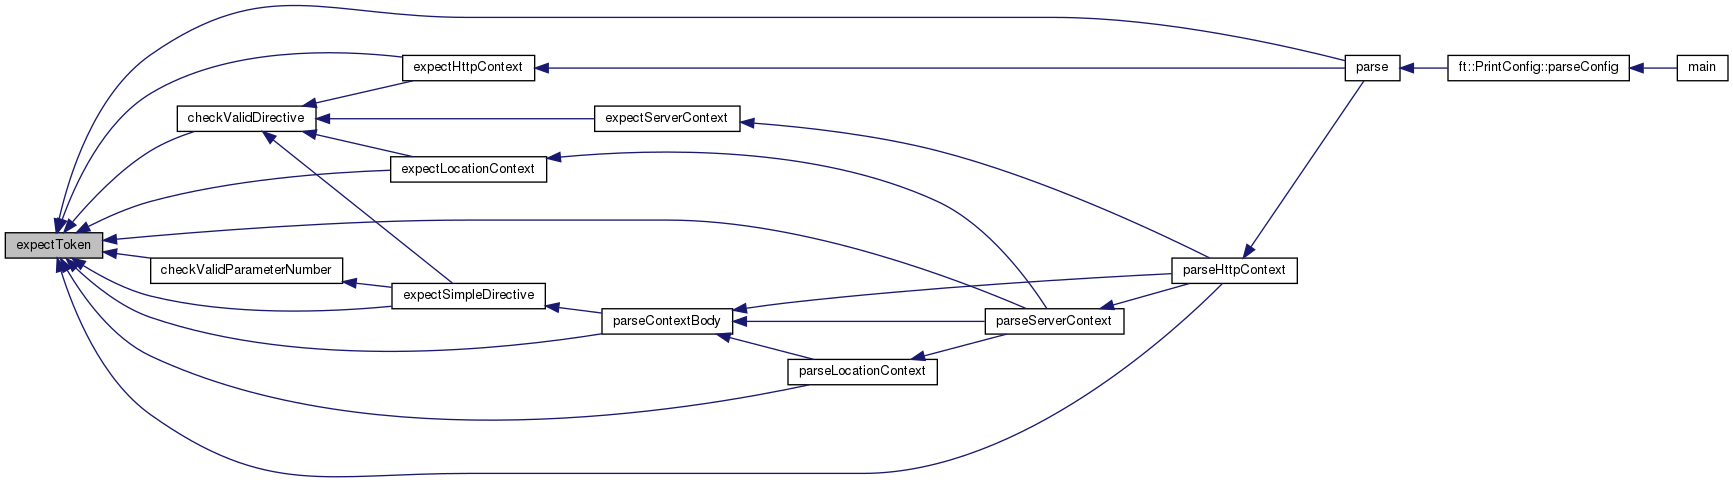 expectHttpContext
parse
ft::PrintConfig::parseConfig
main
checkValidDirective
expectServerContext
expectLocationContext
expectToken
checkValidParameterNumber
parseHttpContext
expectSimpleDirective
parseContextBody
parseServerContext
parseLocationContext